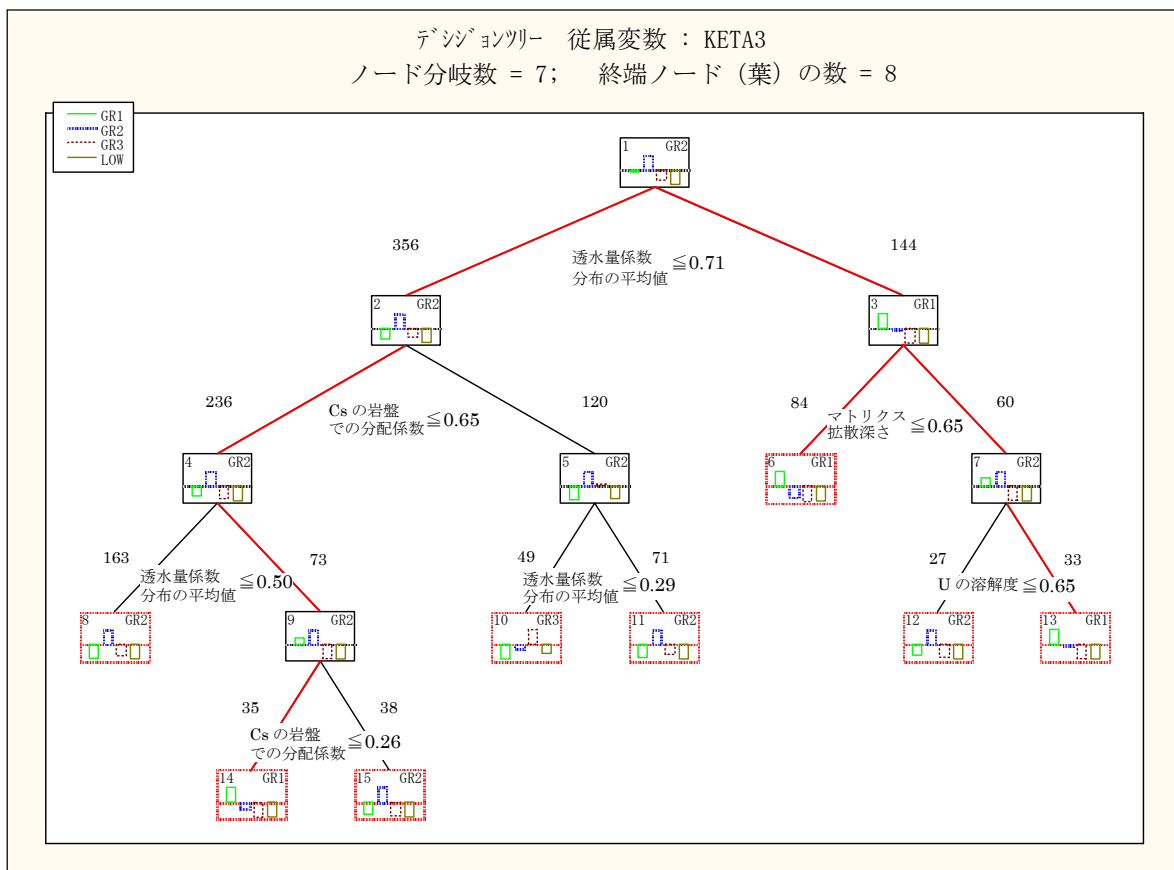 ﾃﾞｼｼﾞｮﾝﾂﾘｰ 従属変数 : KETA3
ノード分岐数 = 7; 終端ノード (葉) の数 = 8
GR1
GR2
GR3
LOW
1 GR2
356
透水量係数
分布の平均値
≦0.71
144
2 GR2
3 GR1
236
Cs の岩盤
での分配係数
≦0.65
120
84
マトリクス
拡散深さ
≦0.65
60
4 GR2
5 GR2
6 GR1
7 GR2
163
透水量係数
分布の平均値
≦0.50
73
49
透水量係数
分布の平均値
≦0.29
71
27
U の溶解度 ≦0.65
33
8 GR2
9 GR2
10 GR3
11 GR2
12 GR2
13 GR1
35
Cs の岩盤
での分配係数
≦0.26
38
14 GR1
15 GR2